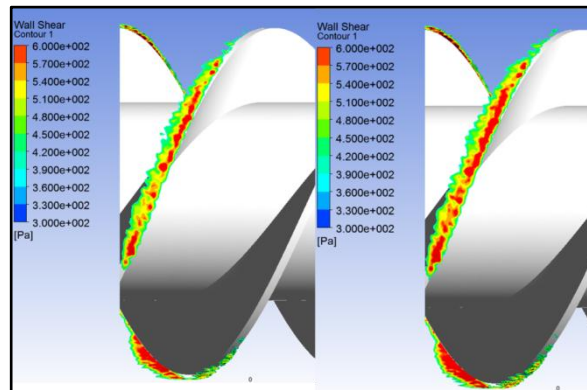 Wall Shear
Contour 1
6.000e+002
5.700e+002
5.400e+002
5.100e+002
4.800e+002
4.500e+002
4.200e+002
3.900e+002
3.600e+002
3.300e+002
3.000e+002
[Pa]
0
Wall Shear
Contour 1
6.000e+002
5.700e+002
5.400e+002
5.100e+002
4.800e+002
4.500e+002
4.200e+002
3.900e+002
3.600e+002
3.300e+002
3.000e+002
[Pa]
0